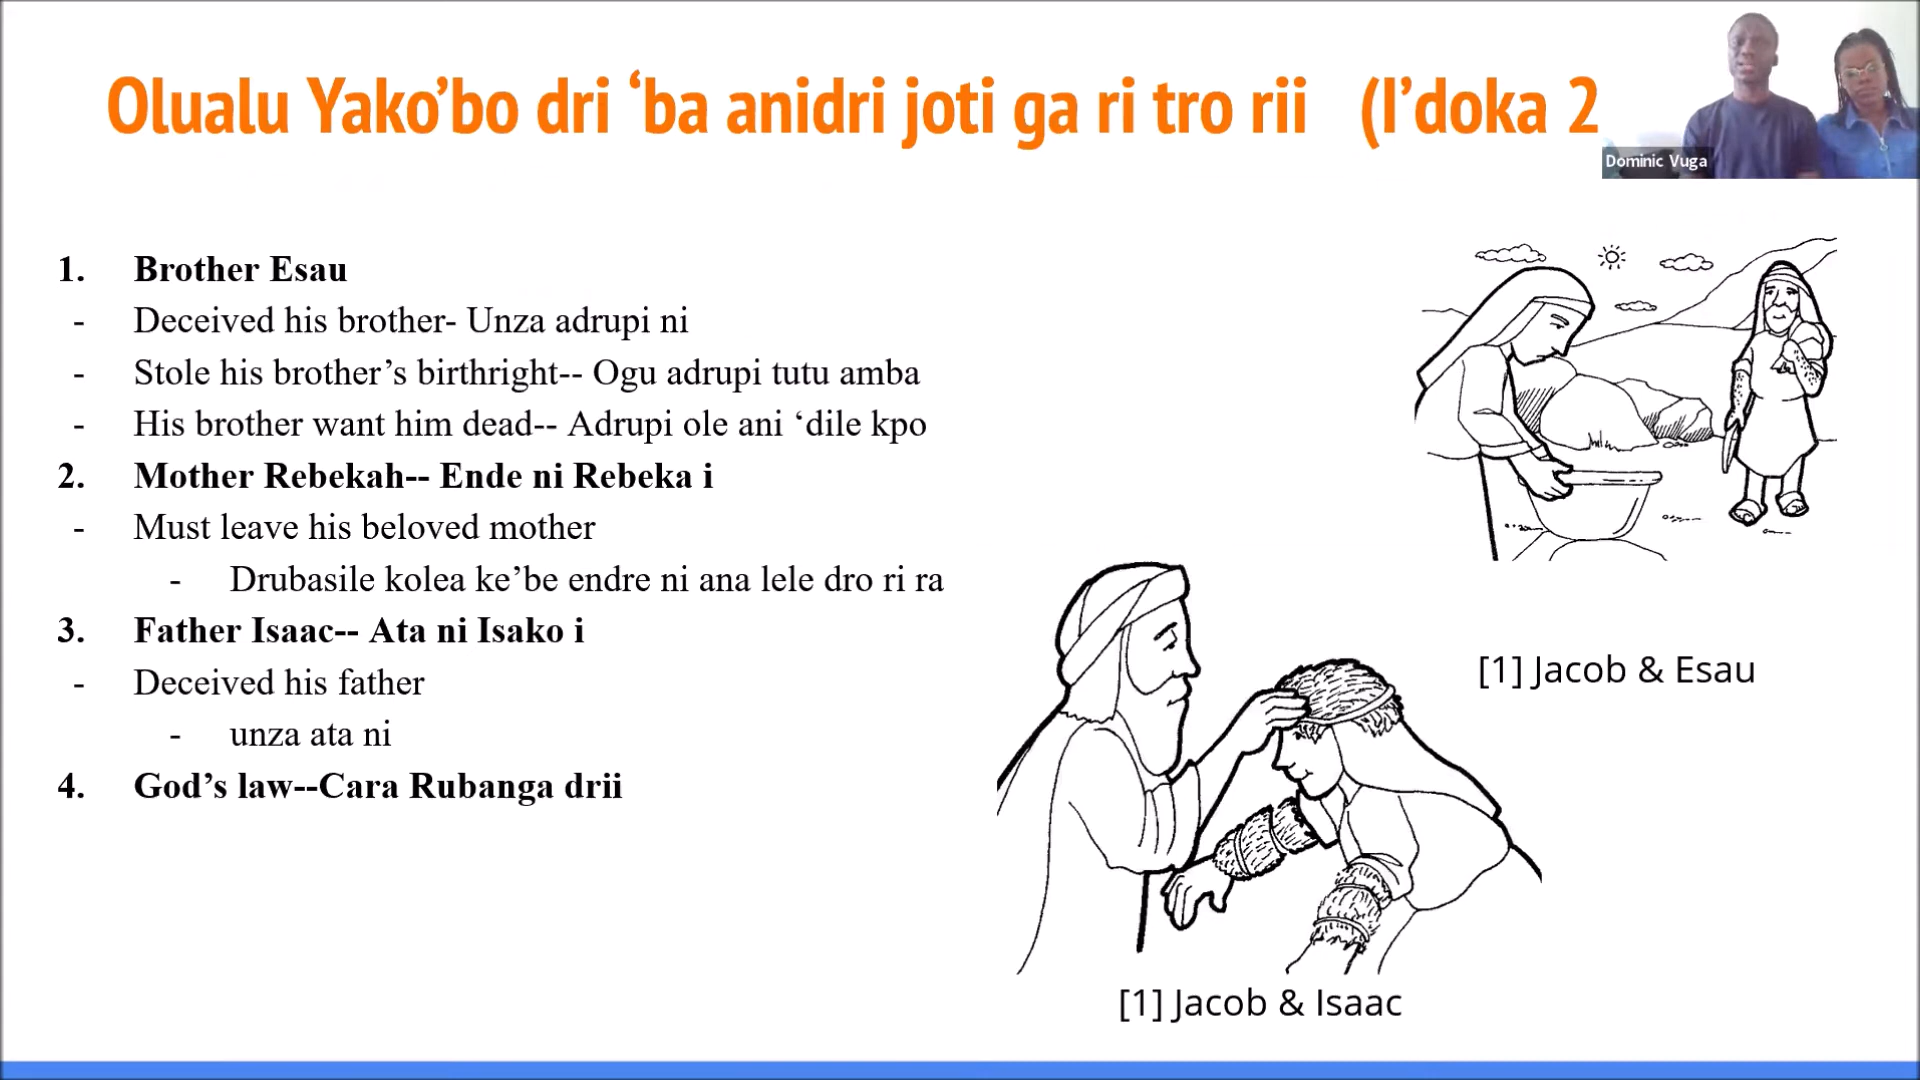 Olualu Yako’bo dri ‘ba anidri joti ga ri tro rii (I’doka 2
Dominic Vuga
1. Brother Esau
- Deceived his brother- Unza adrupi ni
- Stole his brother’s birthright-- Ogu adrupi tutu amba
- His brother want him dead-- Adrupi ole ani ‘dile kpo
2. Mother Rebekah-- Ende ni Rebeka i
- Must leave his beloved mother
- Drubasile kolea ke’be endre ni ana lele dro ri ra
3. Father Isaac-- Ata ni Isako i
- Deceived his father
- unza ata ni
4. God’s law--Cara Rubanga drii
[1] Jacob & Esau
[1] Jacob & Isaac